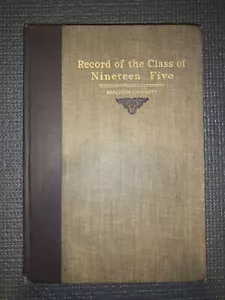 Record of the Class of
Nineteen Five
PRINCETON UNIVERSITY